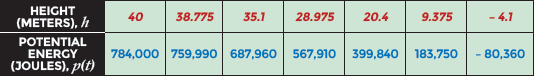 HEIGHT
(METERS), h 40 38.775 35.1 28.975 20.4 9.375 – 4.1
POTENTIAL
ENERGY
(JOULES), p(t) 784,000 759,990 687,960 567,910 399,840 183,750 – 80,360